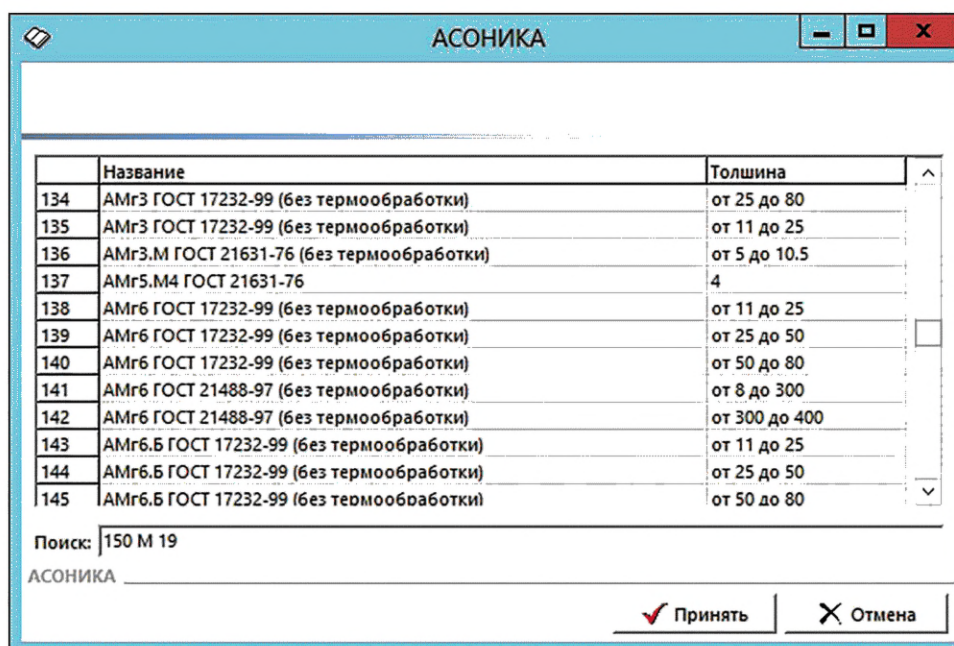 АСОНИКА
Название Толшина
134 АМг3 ГОСТ 17232-99 (без термообработки) от 25 до 80
135 АМг3 ГОСТ 17232-99 (без термообработки) от 11 до 25
136 АМг3.М ГОСТ 21631-76 (без термообработки) от 5 до 10.5
137 АМг5.М4 ГОСТ 21631-76 4
138 АМг6 ГОСТ 17232-99 (без термообработки) от 11 до 25
139 АМг6 ГОСТ 17232-99 (без термообработки) от 25 до 50
140 АМг6 ГОСТ 17232-99 (без термообработки) от 50 до 80
141 АМг6 ГОСТ 21488-97 (без термообработки) от 8 до 300
142 АМг6 ГОСТ 21488-97 (без термообработки) от 300 до 400
143 АМг6.Б ГОСТ 17232-99 (без термообработки) от 11 до 25
144 АМг6.Б ГОСТ 17232-99 (без термообработки) от 25 до 50
145 АМг6.Б ГОСТ 17232-99 (без термообработки) от 50 до 80
Поиск: 150 М 19
АСОНИКА
Принять Отмена